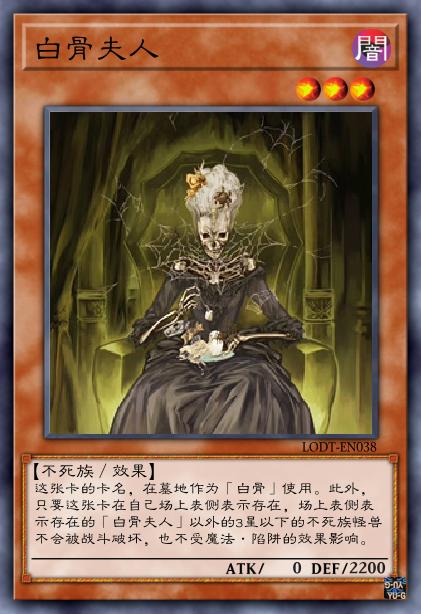 白骨夫人
闇
LODT-EN038
【不死族／效果】
这张卡的卡名，在墓地作为「白骨」使用。此外，
只要这张卡在自己场上表侧表示存在，场上表侧表
示存在的「白骨夫人」以外的3星以下的不死族怪兽
不会被战斗破坏，也不受魔法·陷阱的效果影响。
ATK/ 0 DEF/2200